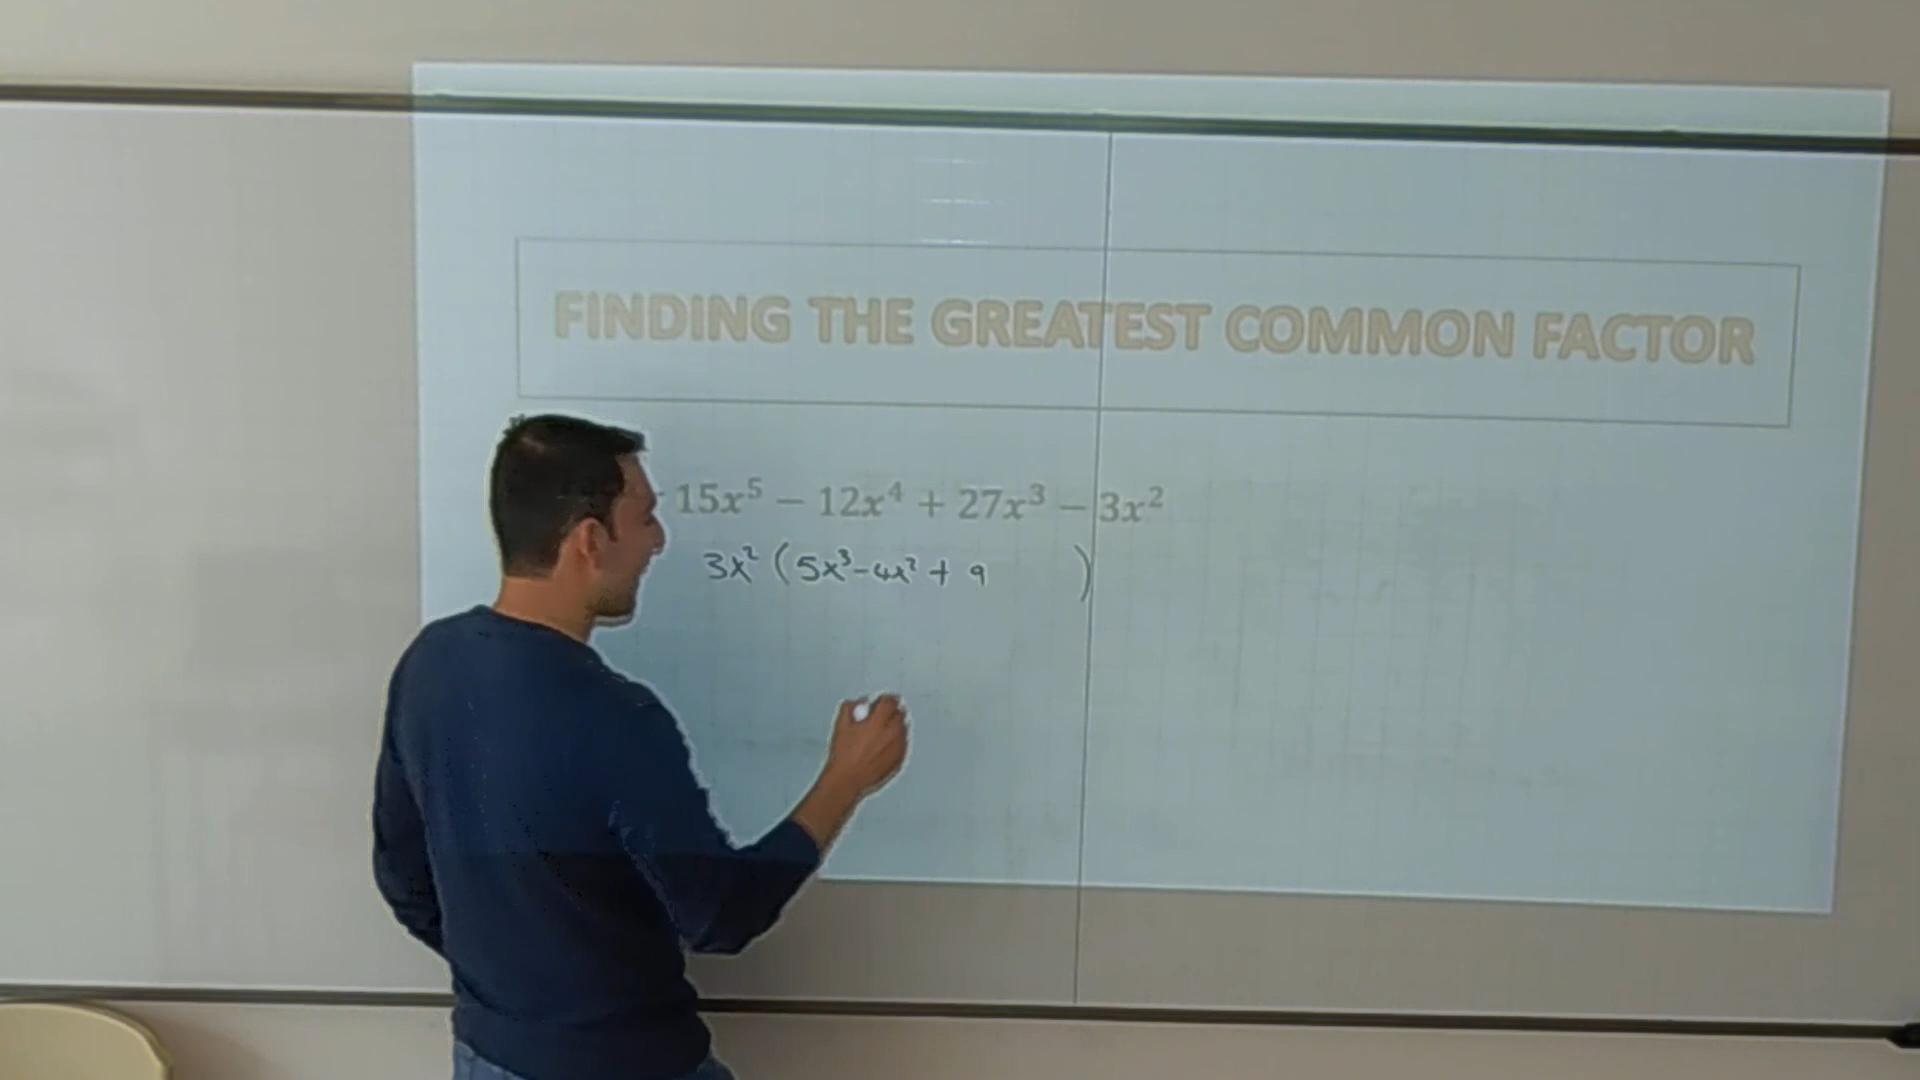 FINDING THE GREATEST COMMON FACTOR
15x⁵ − 12x⁴ + 27x³ − 3x²
3x² (5x³ − 4x² + 9 )